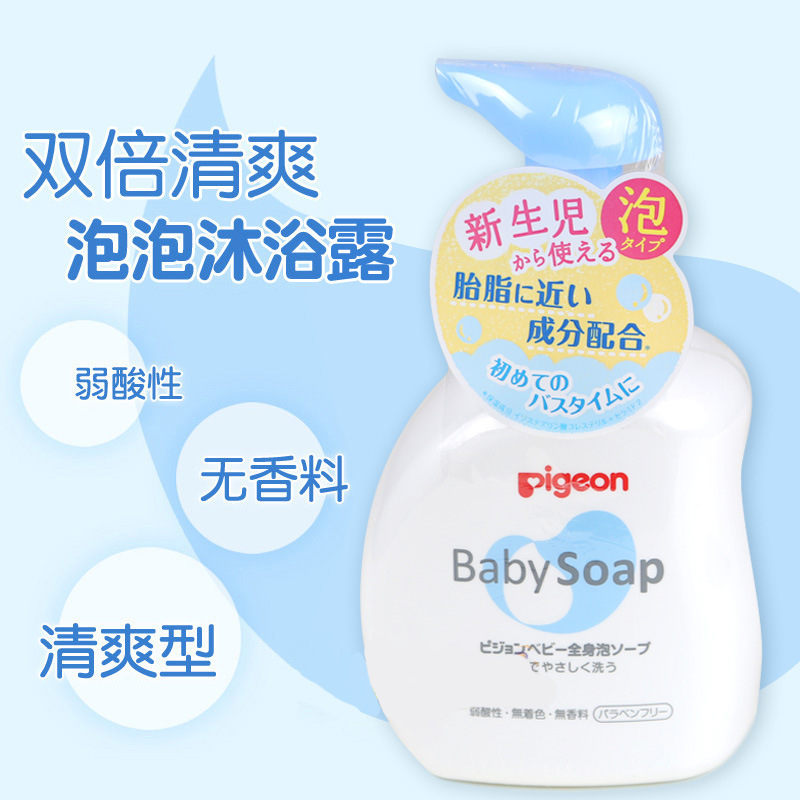 双倍清爽
泡泡沐浴露
弱酸性
无香料
清爽型
新生児
から使える
泡
タイプ
胎脂に近い
成分配合※
初めての
バスタイムに
pigeon
Baby Soap
ピジョン ベビー全身泡ソープ
でやさしく洗う
弱酸性・無着色・無香料 パラベンフリー